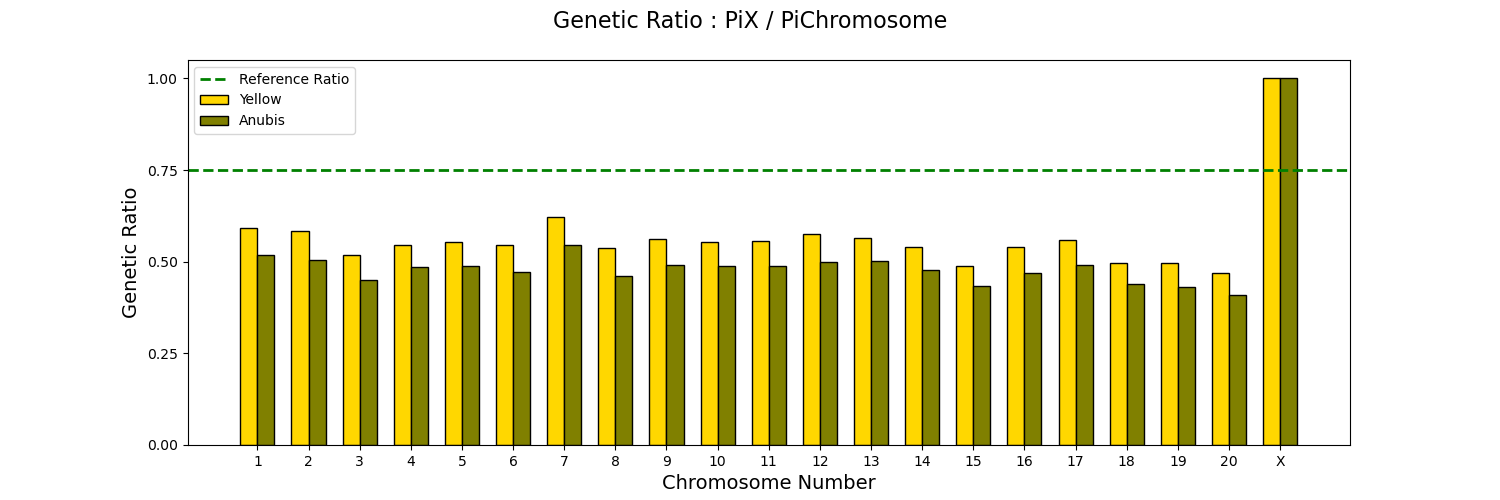 Genetic Ratio : PiX / PiChromosome
Reference Ratio
Yellow
Anubis
Genetic Ratio
1.00
0.75
0.50
0.25
0.00
1 2 3 4 5 6 7 8 9 10 11 12 13 14 15 16 17 18 19 20 X
Chromosome Number